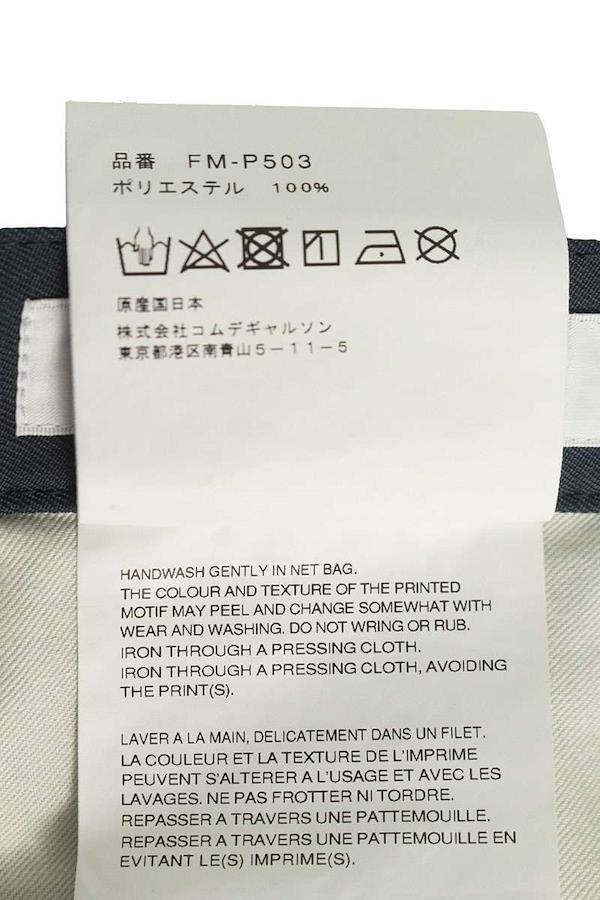 品番 FM-P503
ポリエステル 100%
原産国日本
株式会社コムデギャルソン
東京都港区南青山5-11-5
HANDWASH GENTLY IN NET BAG.
THE COLOUR AND TEXTURE OF THE PRINTED
MOTIF MAY PEEL AND CHANGE SOMEWHAT WITH
WEAR AND WASHING. DO NOT WRING OR RUB.
IRON THROUGH A PRESSING CLOTH.
IRON THROUGH A PRESSING CLOTH, AVOIDING
THE PRINT(S).
LAVER A LA MAIN, DELICATEMENT DANS UN FILET.
LA COULEUR ET LA TEXTURE DE L'IMPRIME
PEUVENT S'ALTERER A L'USAGE ET AVEC LES
LAVAGES. NE PAS FROTTER NI TORDRE.
REPASSER A TRAVERS UNE PATTEMOUILLE.
REPASSER A TRAVERS UNE PATTEMOUILLE EN
EVITANT LE(S) IMPRIME(S).